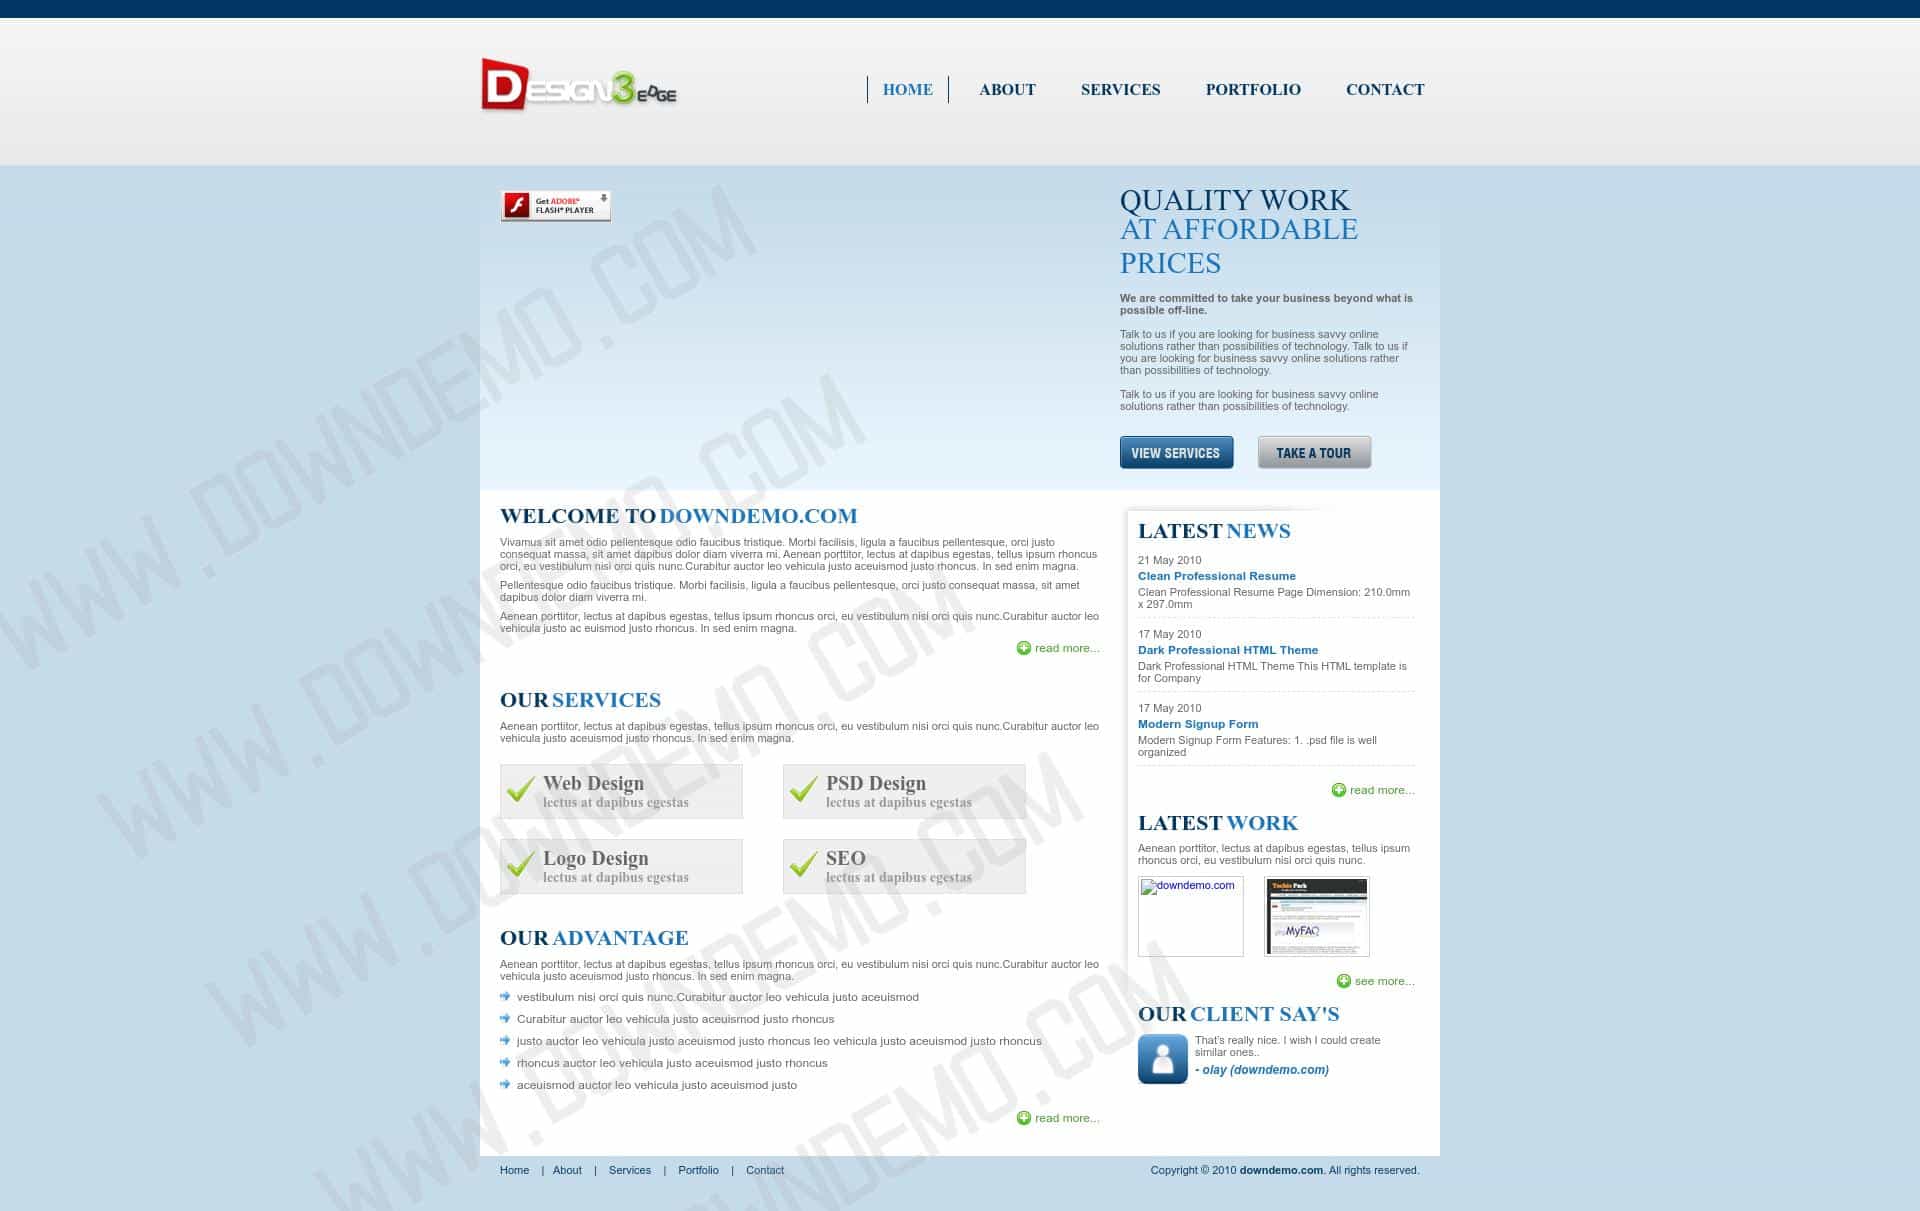 DESIGN3EDGE
HOME ABOUT SERVICES PORTFOLIO CONTACT
Get ADOBE®
FLASH® PLAYER
QUALITY WORK
AT AFFORDABLE
PRICES
We are committed to take your business beyond what is
possible off-line.
Talk to us if you are looking for business savvy online
solutions rather than possibilities of technology. Talk to us if
you are looking for business savvy online solutions rather
than possibilities of technology.
Talk to us if you are looking for business savvy online
solutions rather than possibilities of technology.
VIEW SERVICES TAKE A TOUR
WELCOME TO DOWNDEMO.COM
Vivamus sit amet odio pellentesque odio faucibus tristique. Morbi facilisis, ligula a faucibus pellentesque, orci justo
consequat massa, sit amet dapibus dolor diam viverra mi. Aenean porttitor, lectus at dapibus egestas, tellus ipsum rhoncus
orci, eu vestibulum nisi orci quis nunc.Curabitur auctor leo vehicula justo aceuismod justo rhoncus. In sed enim magna.
Pellentesque odio faucibus tristique. Morbi facilisis, ligula a faucibus pellentesque, orci justo consequat massa, sit amet
dapibus dolor diam viverra mi.
Aenean porttitor, lectus at dapibus egestas, tellus ipsum rhoncus orci, eu vestibulum nisi orci quis nunc.Curabitur auctor leo
vehicula justo ac euismod justo rhoncus. In sed enim magna.
read more...
OUR SERVICES
Aenean porttitor, lectus at dapibus egestas, tellus ipsum rhoncus orci, eu vestibulum nisi orci quis nunc.Curabitur auctor leo
vehicula justo aceuismod justo rhoncus. In sed enim magna.
Web Design
lectus at dapibus egestas
PSD Design
lectus at dapibus egestas
Logo Design
lectus at dapibus egestas
SEO
lectus at dapibus egestas
OUR ADVANTAGE
Aenean porttitor, lectus at dapibus egestas, tellus ipsum rhoncus orci, eu vestibulum nisi orci quis nunc.Curabitur auctor leo
vehicula justo aceuismod justo rhoncus. In sed enim magna.
vestibulum nisi orci quis nunc.Curabitur auctor leo vehicula justo aceuismod
Curabitur auctor leo vehicula justo aceuismod justo rhoncus
justo auctor leo vehicula justo aceuismod justo rhoncus leo vehicula justo aceuismod justo rhoncus
rhoncus auctor leo vehicula justo aceuismod justo rhoncus
aceuismod auctor leo vehicula justo aceuismod justo
read more...
LATEST NEWS
21 May 2010
Clean Professional Resume
Clean Professional Resume Page Dimension: 210.0mm
x 297.0mm
17 May 2010
Dark Professional HTML Theme
Dark Professional HTML Theme This HTML template is
for Company
17 May 2010
Modern Signup Form
Modern Signup Form Features: 1. .psd file is well
organized
read more...
LATEST WORK
Aenean porttitor, lectus at dapibus egestas, tellus ipsum
rhoncus orci, eu vestibulum nisi orci quis nunc.
downdemo.com
Techie Park
MyFAQ
see more...
OUR CLIENT SAY'S
That's really nice. I wish I could create
similar ones..
- olay (downdemo.com)
Home | About | Services | Portfolio | Contact
Copyright © 2010 downdemo.com. All rights reserved.
WWW.DOWNDEMO.COM
WWW.DOWNDEMO.COM
WWW.DOWNDEMO.COM
WWW.DOWNDEMO.COM
WWW.DOWNDEMO.COM